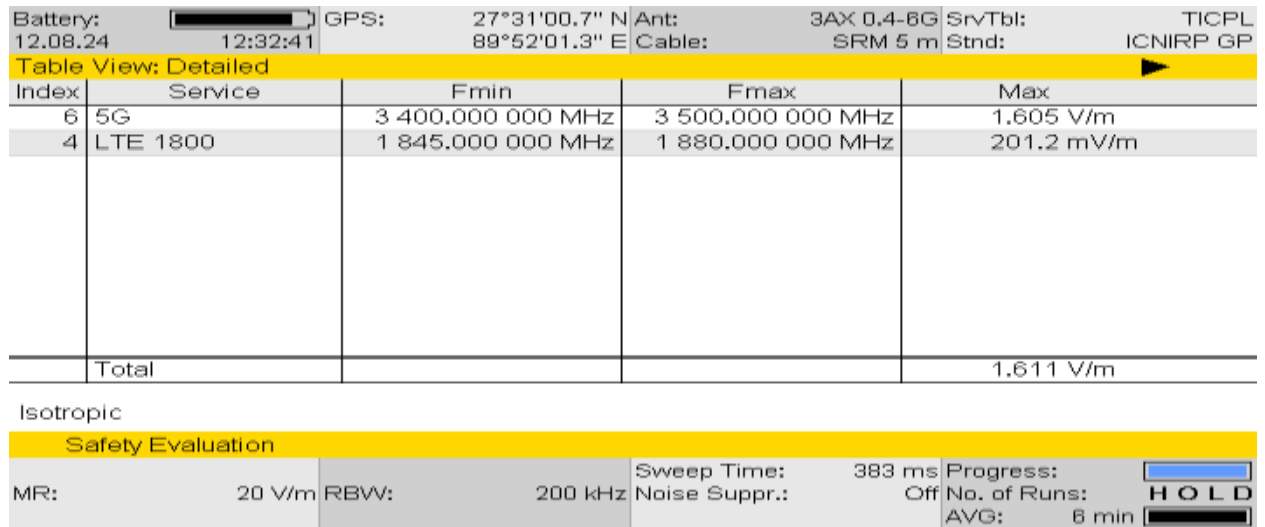 Battery: GPS: 27°31'00.7" N Ant: 3AX 0.4-6G SrvTbl: TICPL
12.08.24 12:32:41 89°52'01.3" E Cable: SRM 5 m Stnd: ICNIRP GP
Table View: Detailed
Index Service Fmin Fmax Max
6 5G 3 400.000 000 MHz 3 500.000 000 MHz 1.605 V/m
4 LTE 1800 1 845.000 000 MHz 1 880.000 000 MHz 201.2 mV/m
Total 1.611 V/m
Isotropic
Safety Evaluation
Sweep Time: 383 ms Progress:
MR: 20 V/m RBW: 200 kHz Noise Suppr.: Off No. of Runs: HOLD
AVG: 6 min